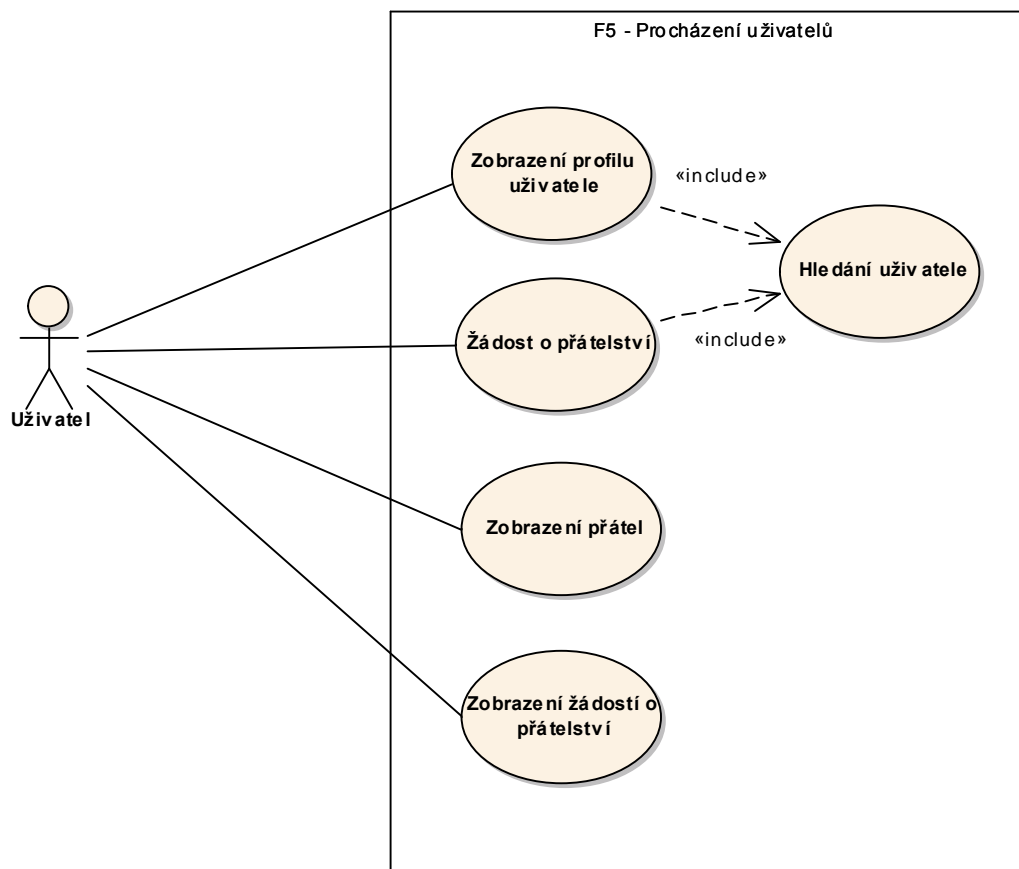 F5 - Procházení uživatelů
Zobrazení profilu
uživatele
«include»
Hledání uživatele
Žádost o přátelství
«include»
Uživatel
Zobrazení přátel
Zobrazení žádostí o
přátelství